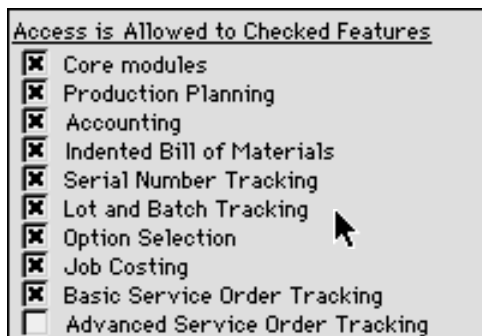 Access is Allowed to Checked Features
Core modules
Production Planning
Accounting
Indented Bill of Materials
Serial Number Tracking
Lot and Batch Tracking
Option Selection
Job Costing
Basic Service Order Tracking
Advanced Service Order Tracking